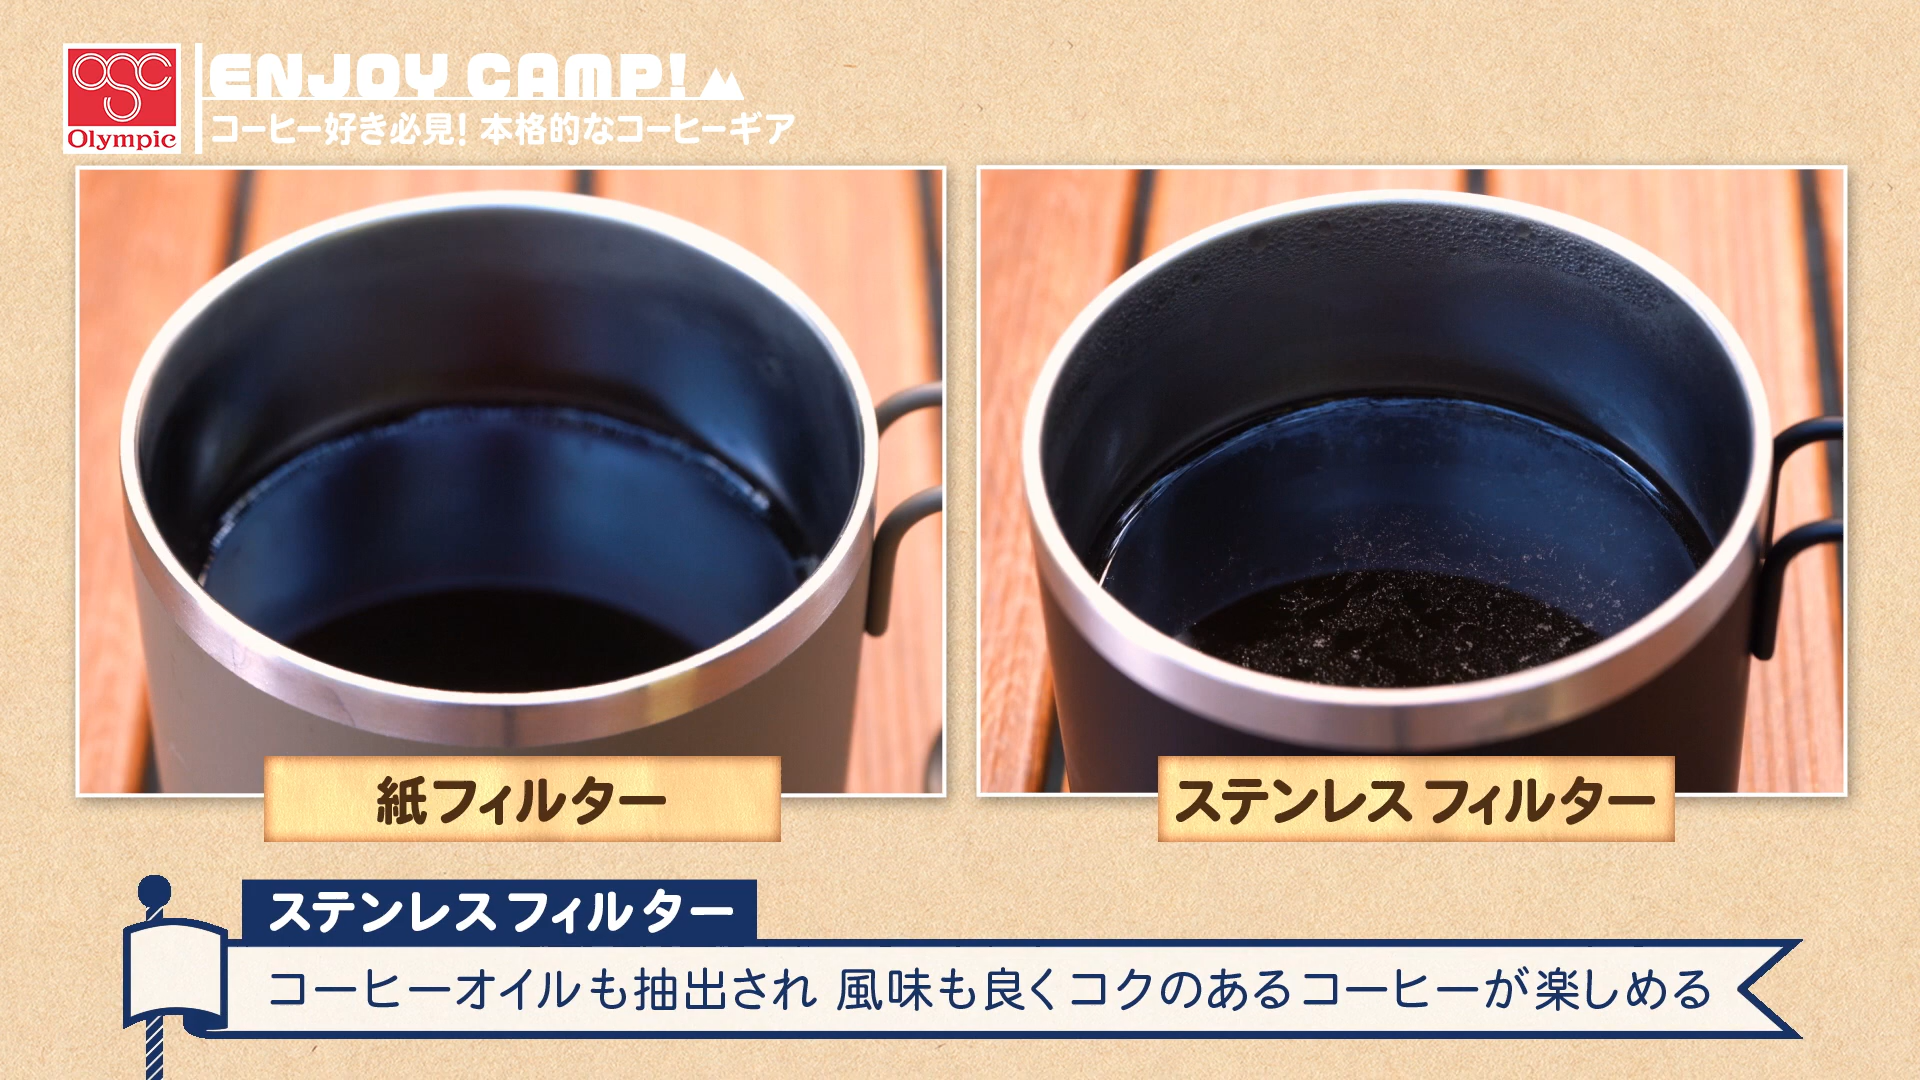 OSC
Olympic
ENJOY CAMP!
コーヒー好き必見! 本格的なコーヒーギア
紙フィルター
ステンレスフィルター
ステンレスフィルター
コーヒーオイルも抽出され 風味も良くコクのあるコーヒーが楽しめる